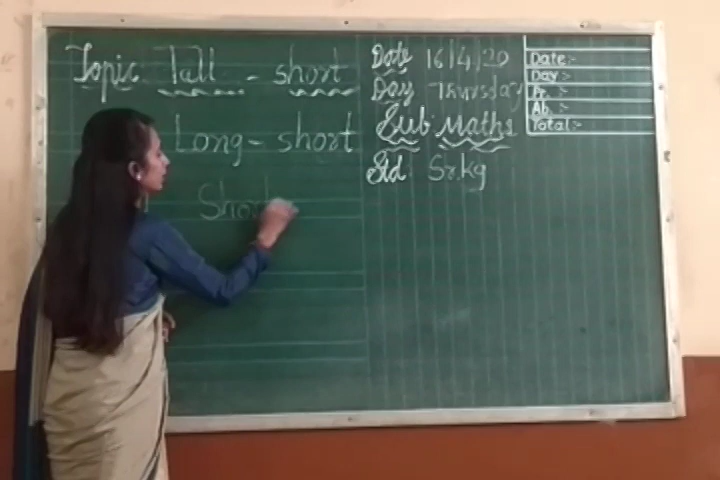 Topic Tall - short
Long - short
Short
Date 16/4/20
Day Thursday
Sub Maths
Std Sr.kg
Date:-
Day:-
Pr. :-
Ab. :-
Total:-